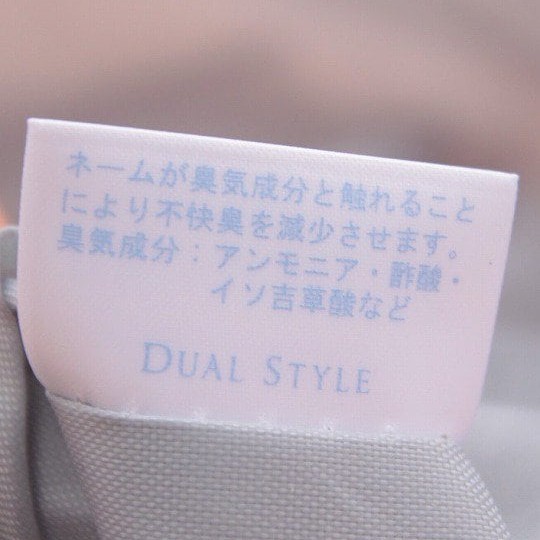 ネームが臭気成分と触れること
により不快臭を減少させます。
臭気成分：アンモニア・酢酸・
イソ吉草酸など
DUAL STYLE